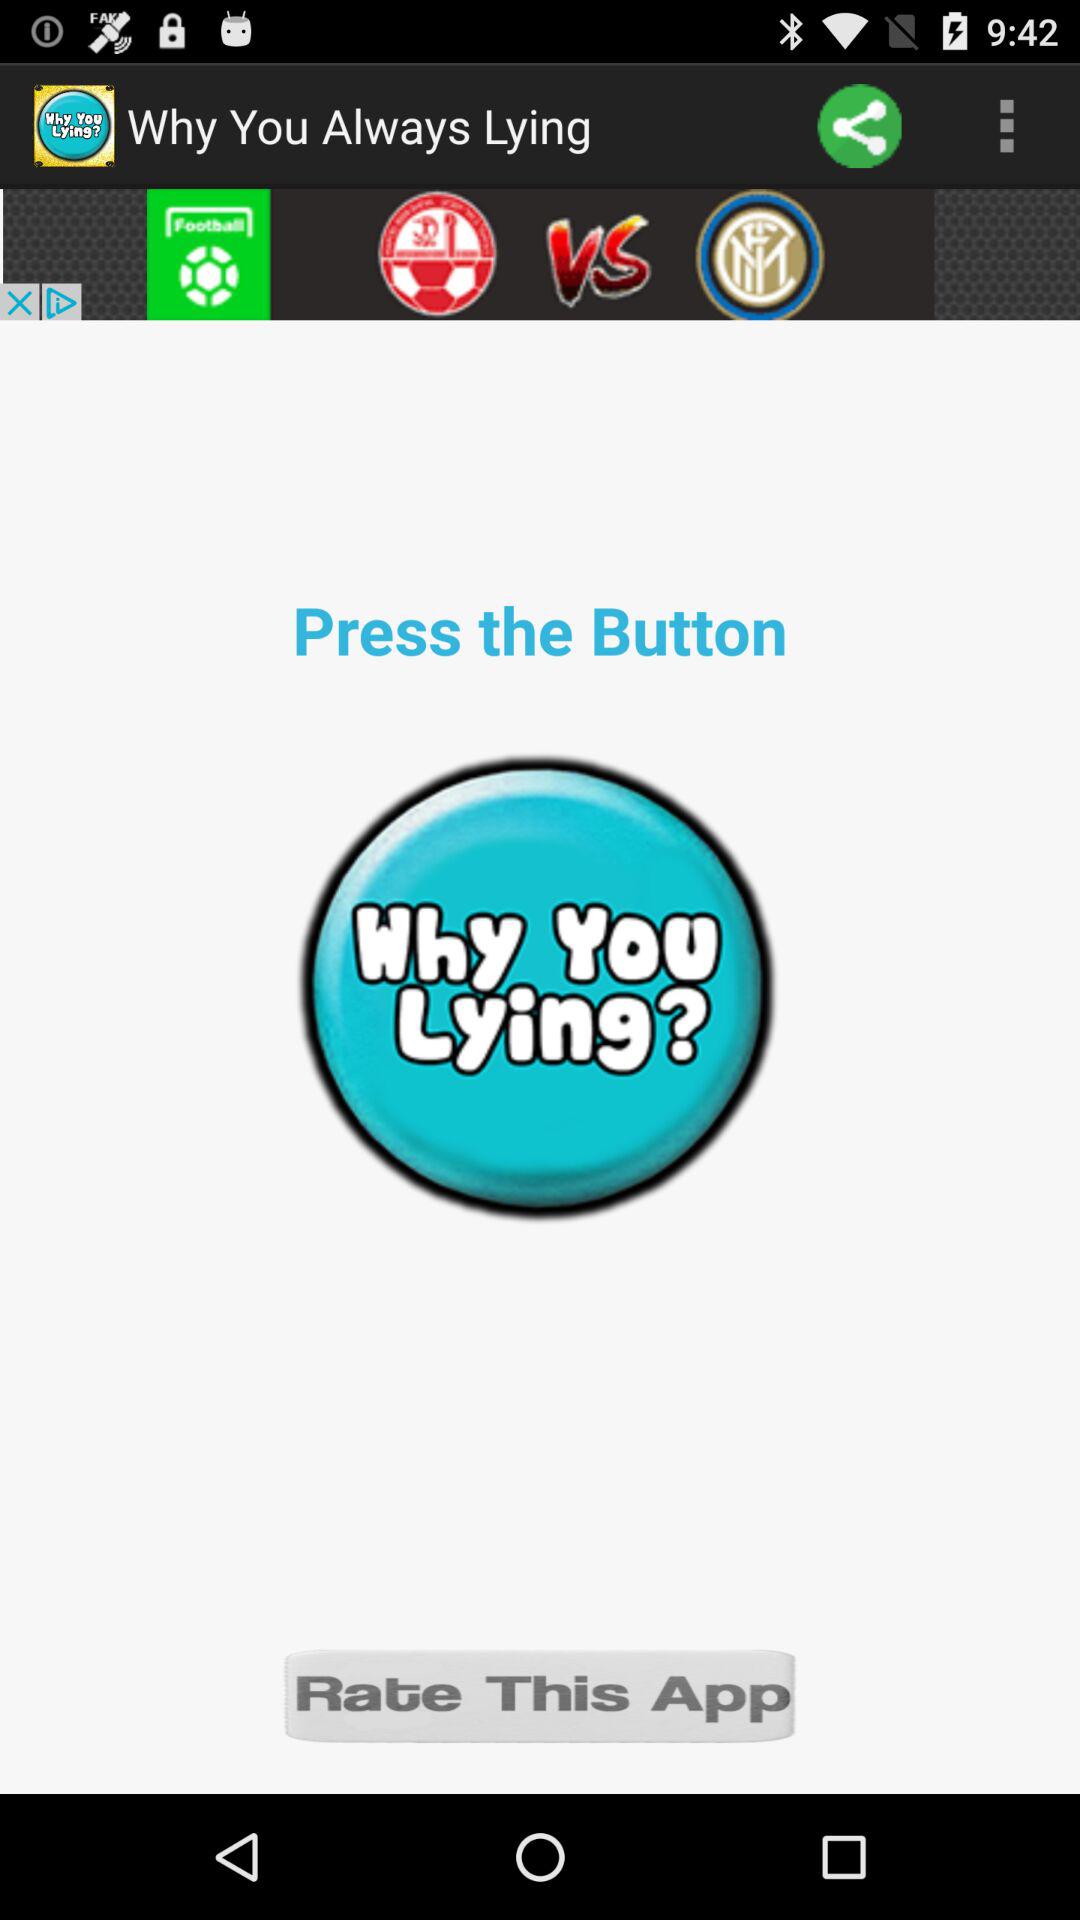 FAKE
9:42
Why You
Lying?
Why You Always Lying
Football
VS
Press the Button
Why You
Lying?
Rate This App